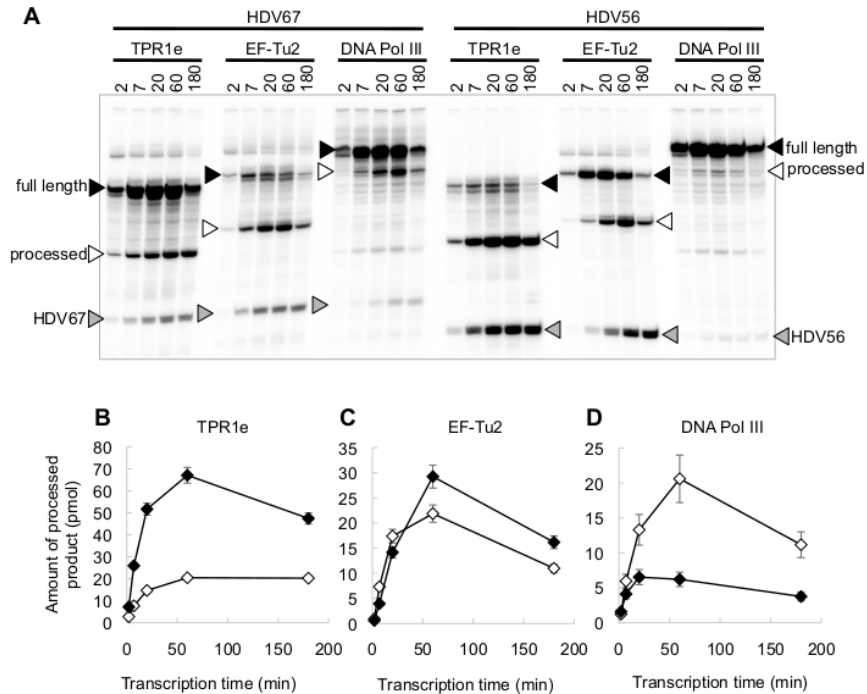 A
HDV67 HDV56
TPR1e EF-Tu2 DNA Pol III TPR1e EF-Tu2 DNA Pol III
2 7 20 60 180 2 7 20 60 180 2 7 20 60 180 2 7 20 60 180 2 7 20 60 180 2 7 20 60 180
full length
processed
HDV67
full length
processed
HDV56
B TPR1e
Amount of processed
product (pmol)
80
70
60
50
40
30
20
10
0
0 50 100 150 200
Transcription time (min)
C EF-Tu2
35
30
25
20
15
10
5
0
0 50 100 150 200
Transcription time (min)
D DNA Pol III
25
20
15
10
5
0
0 50 100 150 200
Transcription time (min)